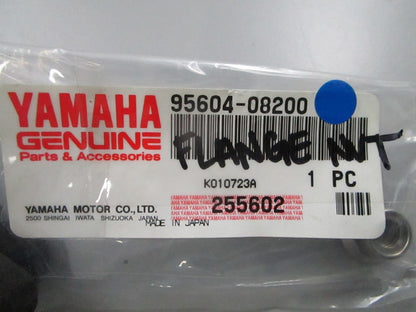 YAMAHA
GENUINE
Parts & Accessories
95604-08200
FLANGE NUT
K010723A
1 PC
YAMAHA MOTOR CO.,LTD.
2500 SHINGAI IWATA SHIZUOKA JAPAN
MADE IN JAPAN
255602